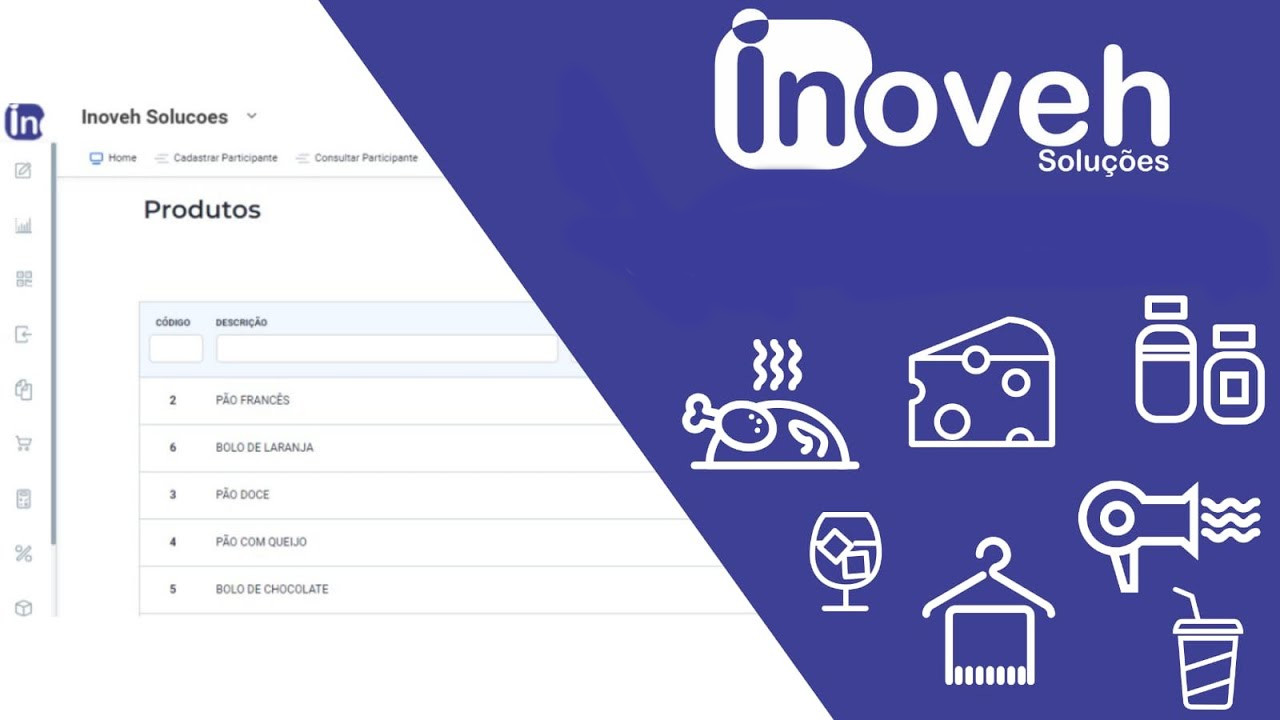 Inoveh Solucoes
Home Cadastrar Participante Consultar Participante
Produtos
CÓDIGO DESCRIÇÃO
2 PÃO FRANCÊS
6 BOLO DE LARANJA
3 PÃO DOCE
4 PÃO COM QUEIJO
5 BOLO DE CHOCOLATE
in
inoveh
Soluções